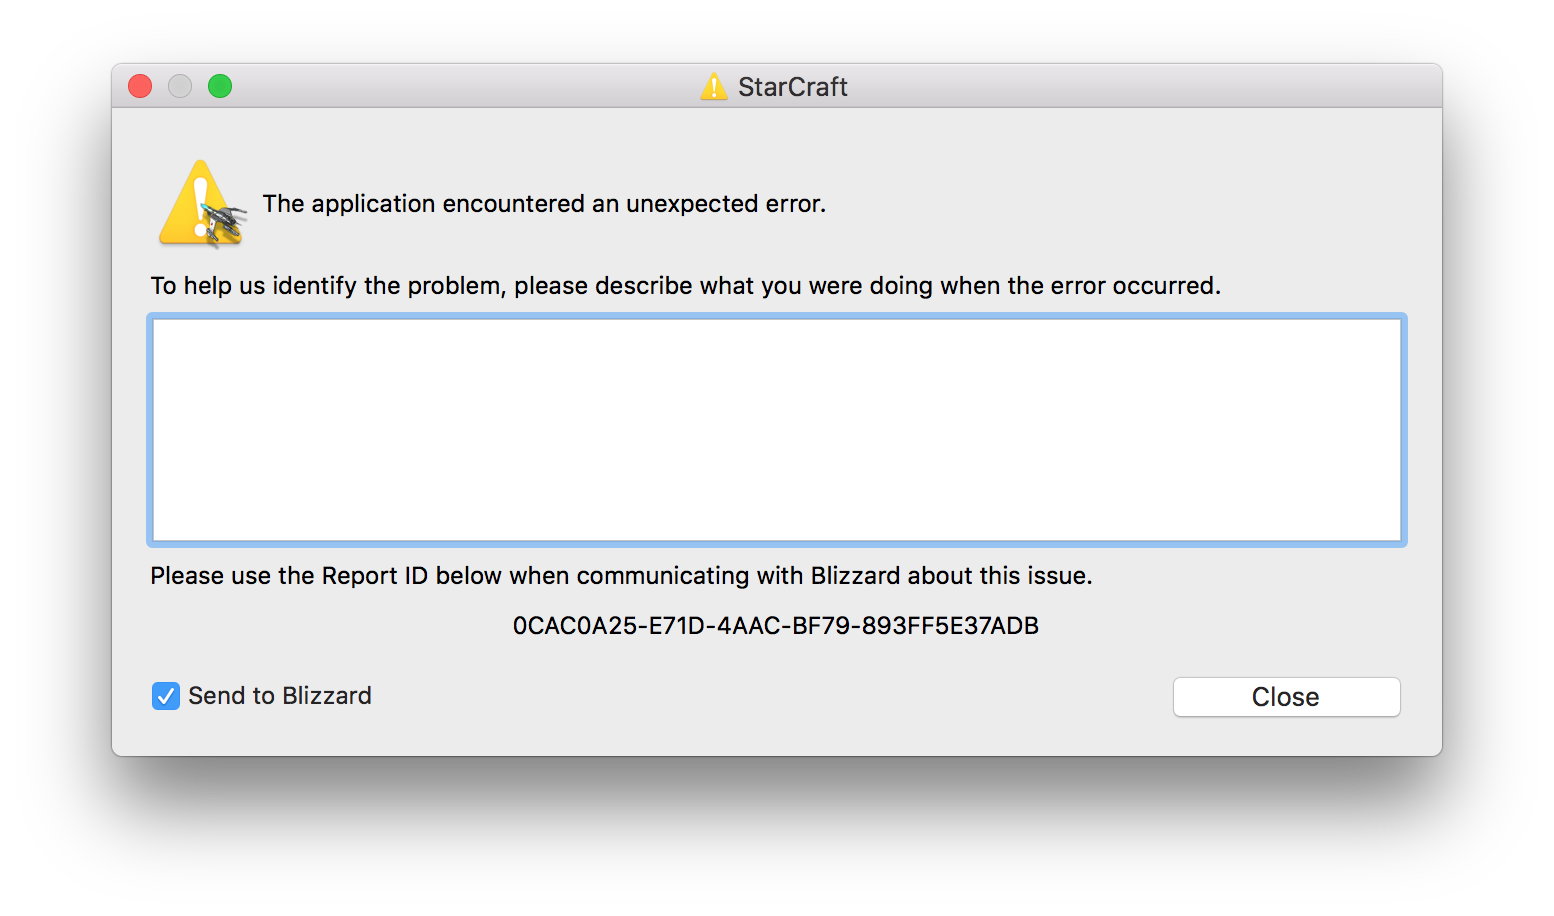 StarCraft
The application encountered an unexpected error.
To help us identify the problem, please describe what you were doing when the error occurred.
Please use the Report ID below when communicating with Blizzard about this issue.
0CAC0A25-E71D-4AAC-BF79-893FF5E37ADB
Send to Blizzard
Close